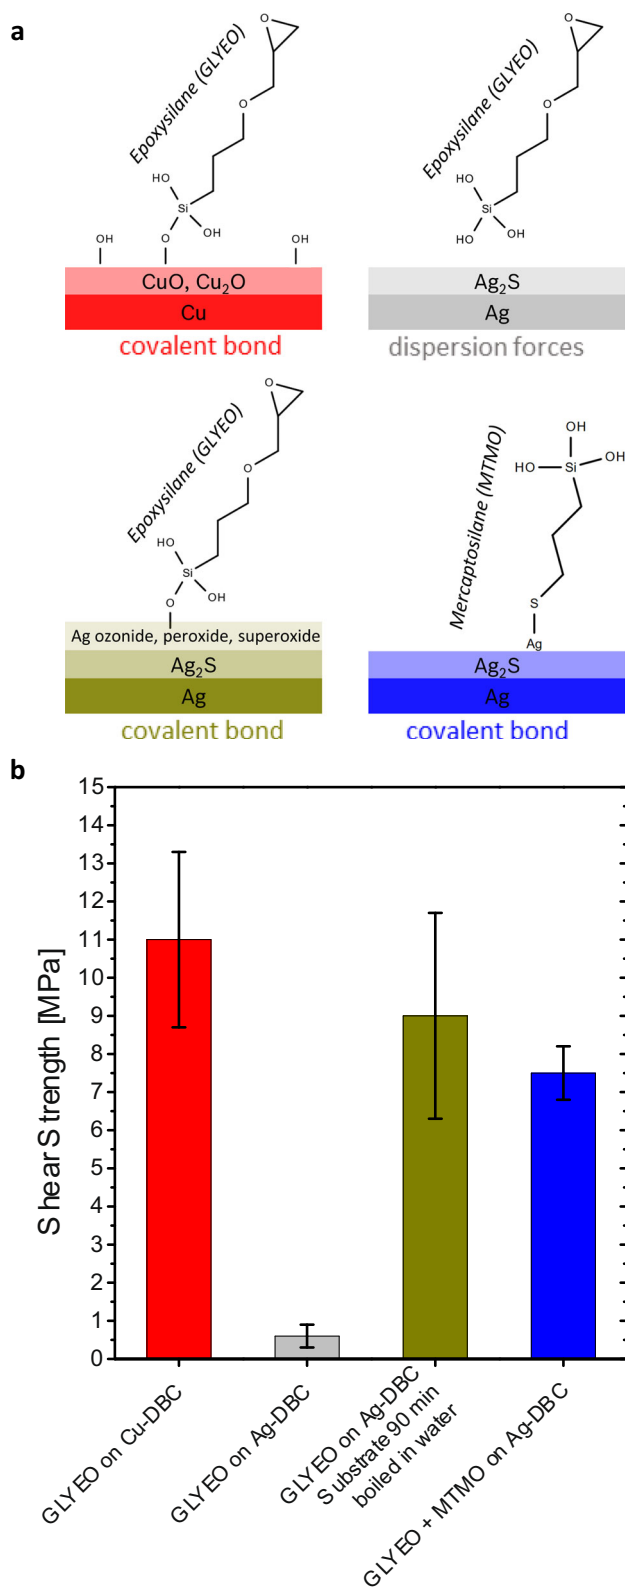 a
Epoxysilane (GLYEO)
O
O
HO
Si
OH
O
OH
OH
CuO, Cu₂O
Cu
covalent bond
Epoxysilane (GLYEO)
O
O
HO
Si
HO
OH
Ag₂S
Ag
dispersion forces
Epoxysilane (GLYEO)
O
O
HO
Si
OH
O
Ag ozonide, peroxide, superoxide
Ag₂S
Ag
covalent bond
Mercaptosilane (MTMO)
OH
OH
HO
Si
S
Ag
Ag₂S
Ag
covalent bond
b
Shear Strength [MPa]
15
14
13
12
11
10
9
8
7
6
5
4
3
2
1
0
GLYEO on Cu-DBC
GLYEO on Ag-DBC
GLYEO on Ag-DBC
Substrate 90 min
boiled in water
GLYEO + MTMO on Ag-DBC